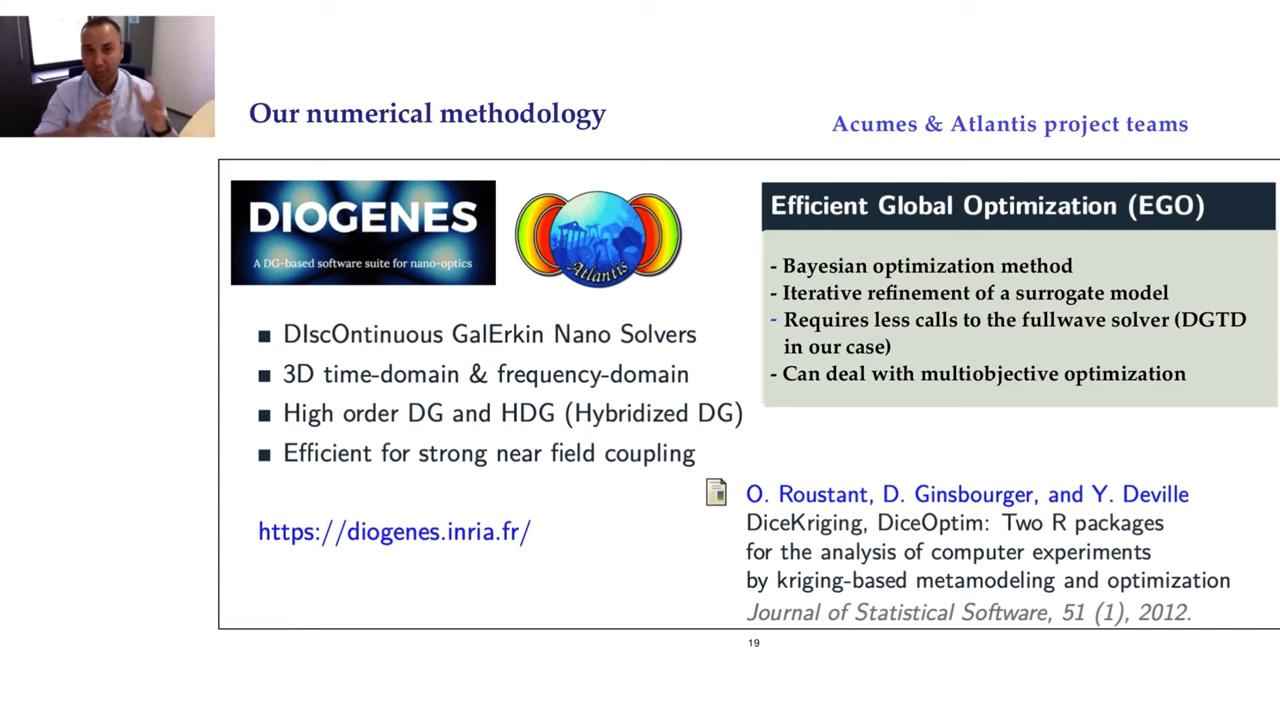 Our numerical methodology
Acumes & Atlantis project teams
DIOGENES
A DG-based software suite for nano-optics
Atlantis
■ DIscOntinuous GalErkin Nano Solvers
■ 3D time-domain & frequency-domain
■ High order DG and HDG (Hybridized DG)
■ Efficient for strong near field coupling
https://diogenes.inria.fr/
Efficient Global Optimization (EGO)
- Bayesian optimization method
- Iterative refinement of a surrogate model
- Requires less calls to the fullwave solver (DGTD
in our case)
- Can deal with multiobjective optimization
O. Roustant, D. Ginsbourger, and Y. Deville
DiceKriging, DiceOptim: Two R packages
for the analysis of computer experiments
by kriging-based metamodeling and optimization
Journal of Statistical Software, 51 (1), 2012.
19